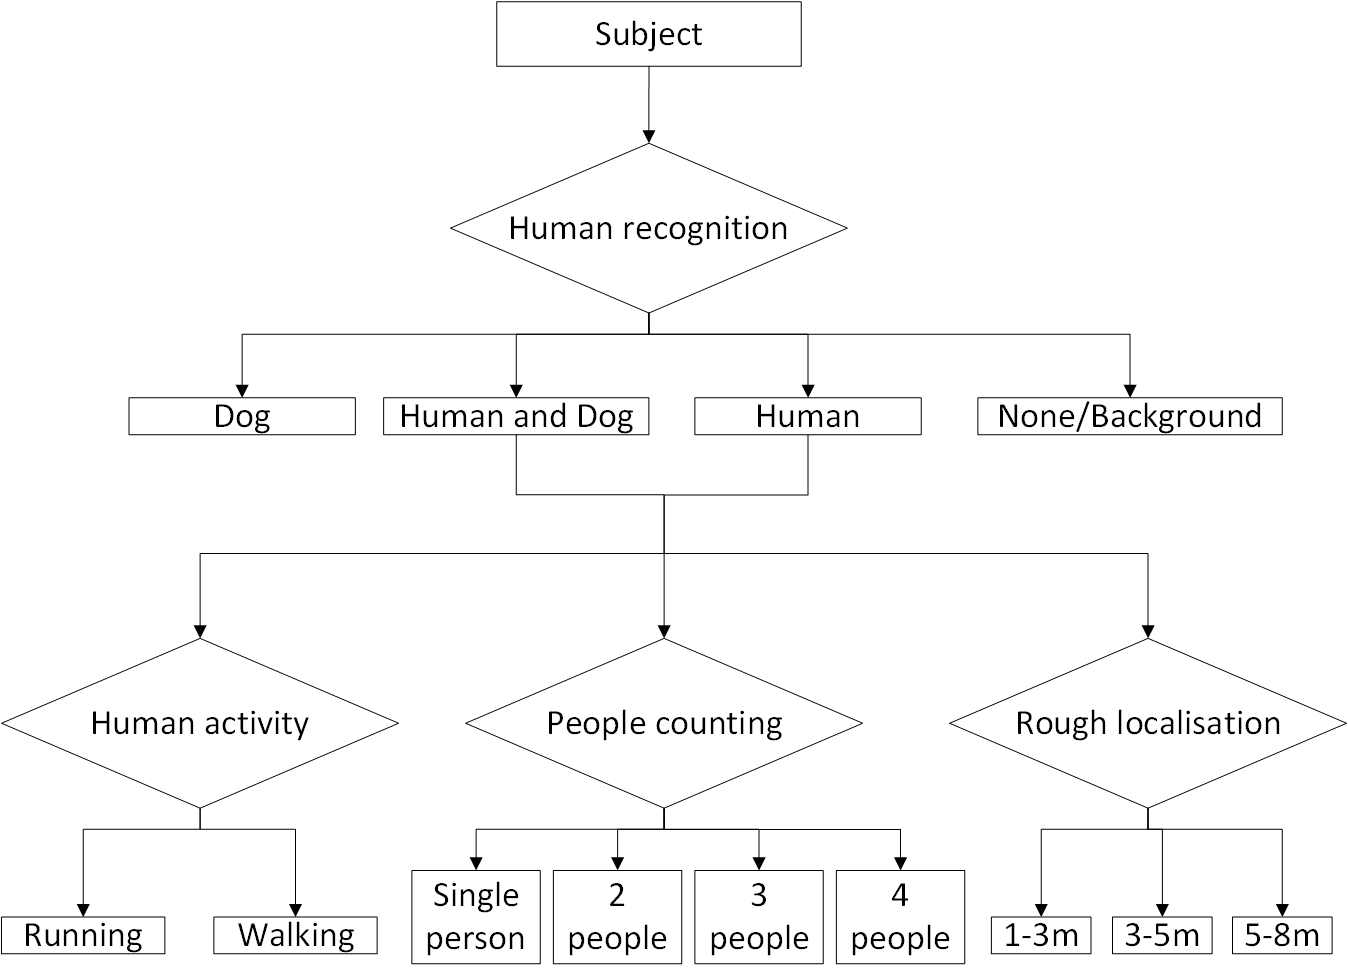 Subject
Human recognition
Dog
Human and Dog
Human
None/Background
Human activity
People counting
Rough localisation
Running
Walking
Single
person
2
people
3
people
4
people
1-3m
3-5m
5-8m